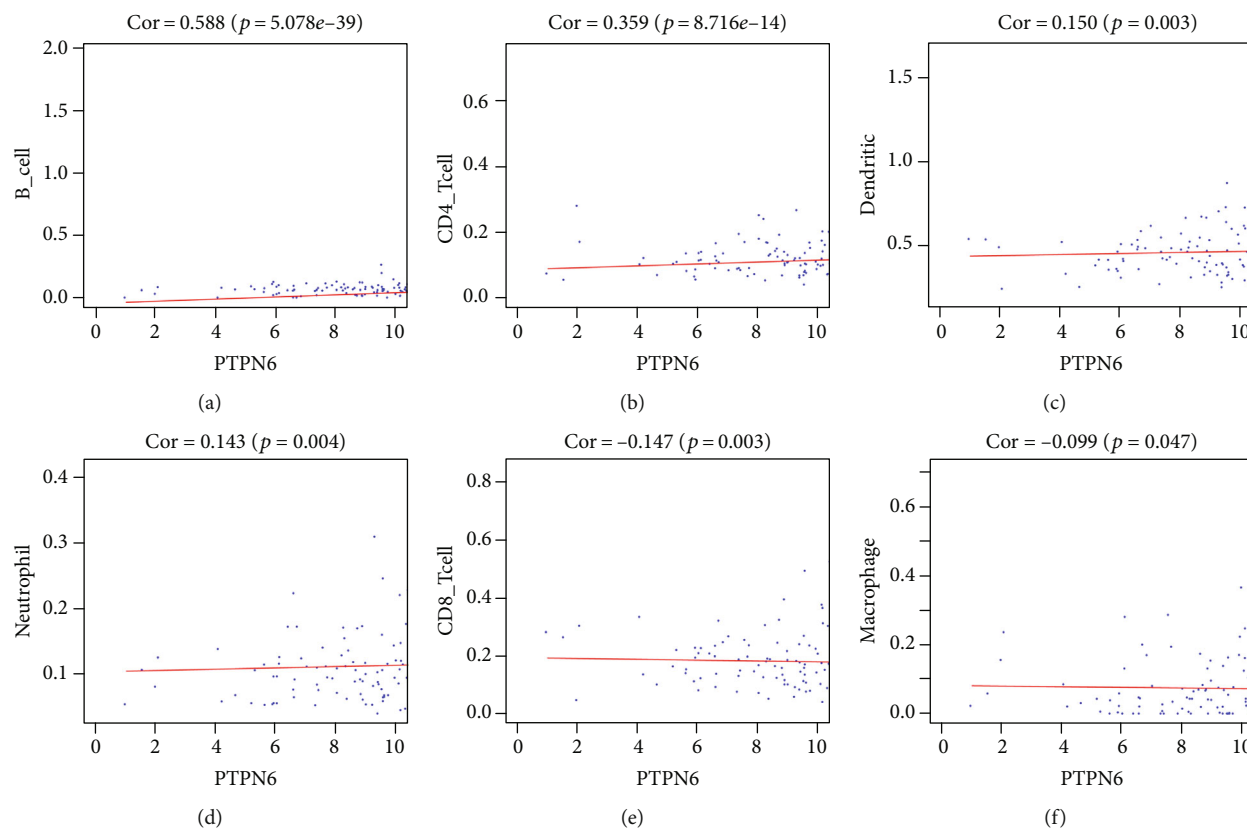 Cor = 0.588 (p = 5.078e–39)
2.0
1.5
1.0
0.5
0.0
B_cell
0 2 4 6 8 10
PTPN6
(a)
Cor = 0.359 (p = 8.716e–14)
0.6
0.4
0.2
0.0
CD4_Tcell
0 2 4 6 8 10
PTPN6
(b)
Cor = 0.150 (p = 0.003)
1.5
1.0
0.5
Dendritic
0 2 4 6 8 10
PTPN6
(c)
Cor = 0.143 (p = 0.004)
0.4
0.3
0.2
0.1
Neutrophil
0 2 4 6 8 10
PTPN6
(d)
Cor = –0.147 (p = 0.003)
0.8
0.6
0.4
0.2
0.0
CD8_Tcell
0 2 4 6 8 10
PTPN6
(e)
Cor = –0.099 (p = 0.047)
0.6
0.4
0.2
0.0
Macrophage
0 2 4 6 8 10
PTPN6
(f)